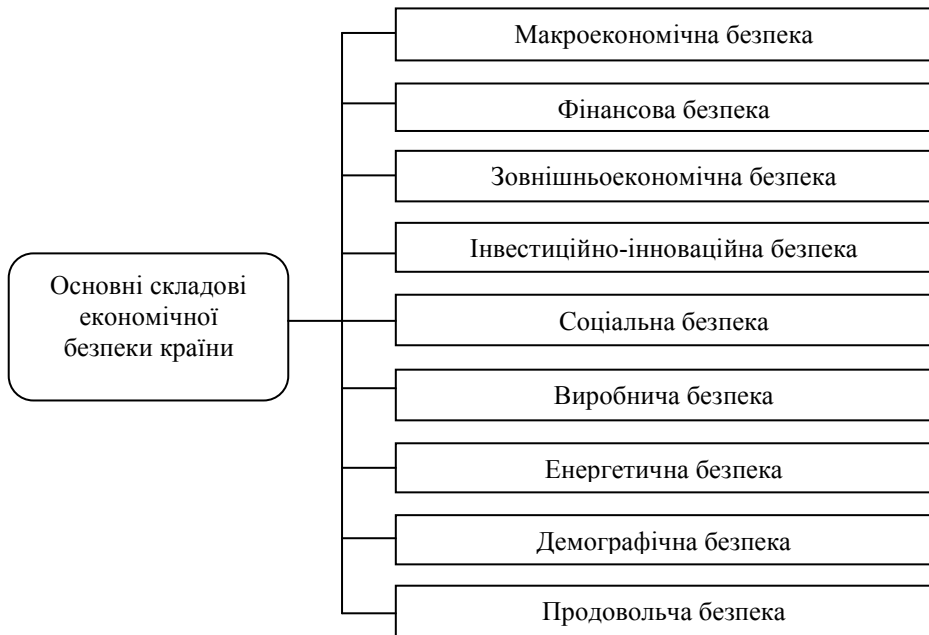 Основні складові
економічної
безпеки країни
Макроекономічна безпека
Фінансова безпека
Зовнішньоекономічна безпека
Інвестиційно-інноваційна безпека
Соціальна безпека
Виробнича безпека
Енергетична безпека
Демографічна безпека
Продовольча безпека